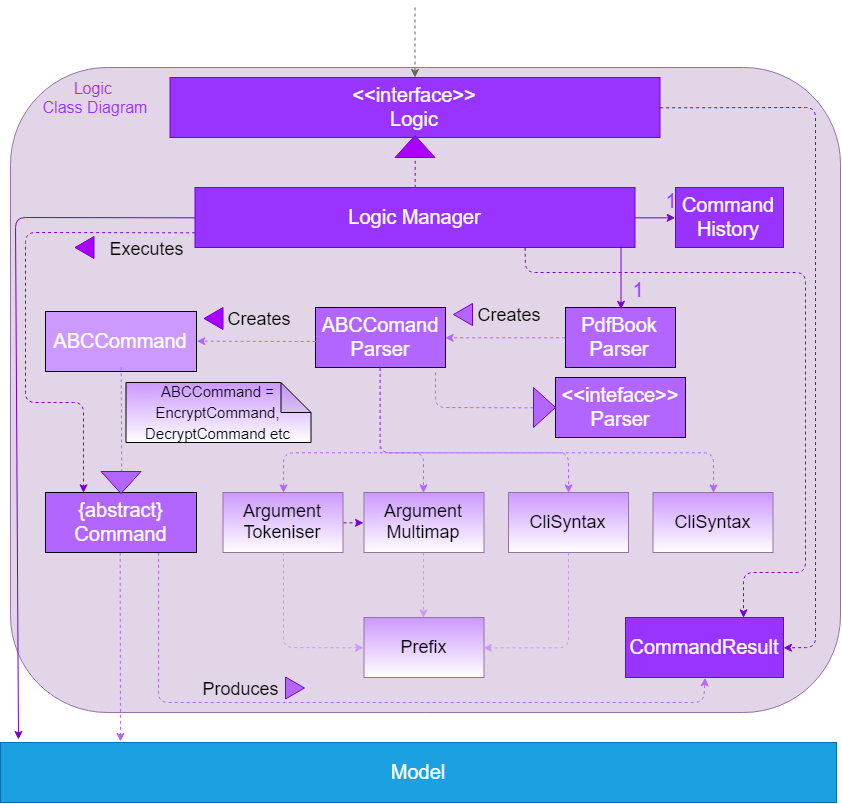 Logic
Class Diagram
<<interface>>
Logic
Logic Manager
1
Command
History
Executes
1
ABCCommand
Creates
ABCComand
Parser
Creates
PdfBook
Parser
<<inteface>>
Parser
ABCCommand =
EncryptCommand,
DecryptCommand etc
{abstract}
Command
Argument
Tokeniser
Argument
Multimap
CliSyntax
CliSyntax
Prefix
CommandResult
Produces
Model